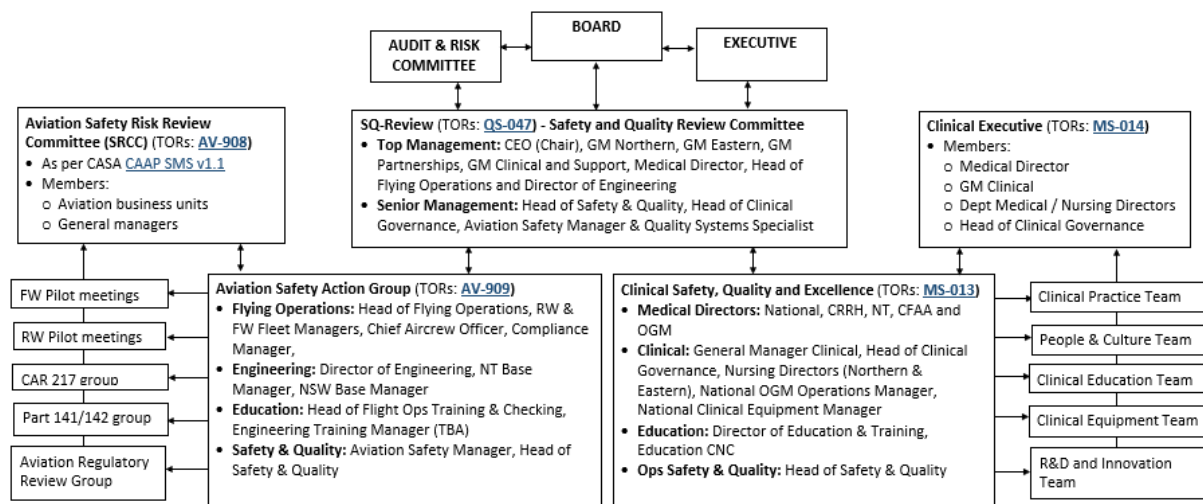 BOARD
AUDIT & RISK
COMMITTEE
EXECUTIVE
Aviation Safety Risk Review
Committee (SRCC) (TORs: AV-908)
• As per CASA CAAP SMS v1.1
• Members:
o Aviation business units
o General managers
SQ-Review (TORs: QS-047) - Safety and Quality Review Committee
• Top Management: CEO (Chair), GM Northern, GM Eastern, GM
Partnerships, GM Clinical and Support, Medical Director, Head of
Flying Operations and Director of Engineering
• Senior Management: Head of Safety & Quality, Head of Clinical
Governance, Aviation Safety Manager & Quality Systems Specialist
Clinical Executive (TORs: MS-014)
• Members:
o Medical Director
o GM Clinical
o Dept Medical / Nursing Directors
o Head of Clinical Governance
FW Pilot meetings
RW Pilot meetings
CAR 217 group
Part 141/142 group
Aviation Regulatory
Review Group
Aviation Safety Action Group (TORs: AV-909)
• Flying Operations: Head of Flying Operations, RW &
FW Fleet Managers, Chief Aircrew Officer, Compliance
Manager,
• Engineering: Director of Engineering, NT Base
Manager, NSW Base Manager
• Education: Head of Flight Ops Training & Checking,
Engineering Training Manager (TBA)
• Safety & Quality: Aviation Safety Manager, Head of
Safety & Quality
Clinical Safety, Quality and Excellence (TORs: MS-013)
• Medical Directors: National, CRRH, NT, CFAA and
OGM
• Clinical: General Manager Clinical, Head of Clinical
Governance, Nursing Directors (Northern &
Eastern), National OGM Operations Manager,
National Clinical Equipment Manager
• Education: Director of Education & Training,
Education CNC
• Ops Safety & Quality: Head of Safety & Quality
Clinical Practice Team
People & Culture Team
Clinical Education Team
Clinical Equipment Team
R&D and Innovation
Team